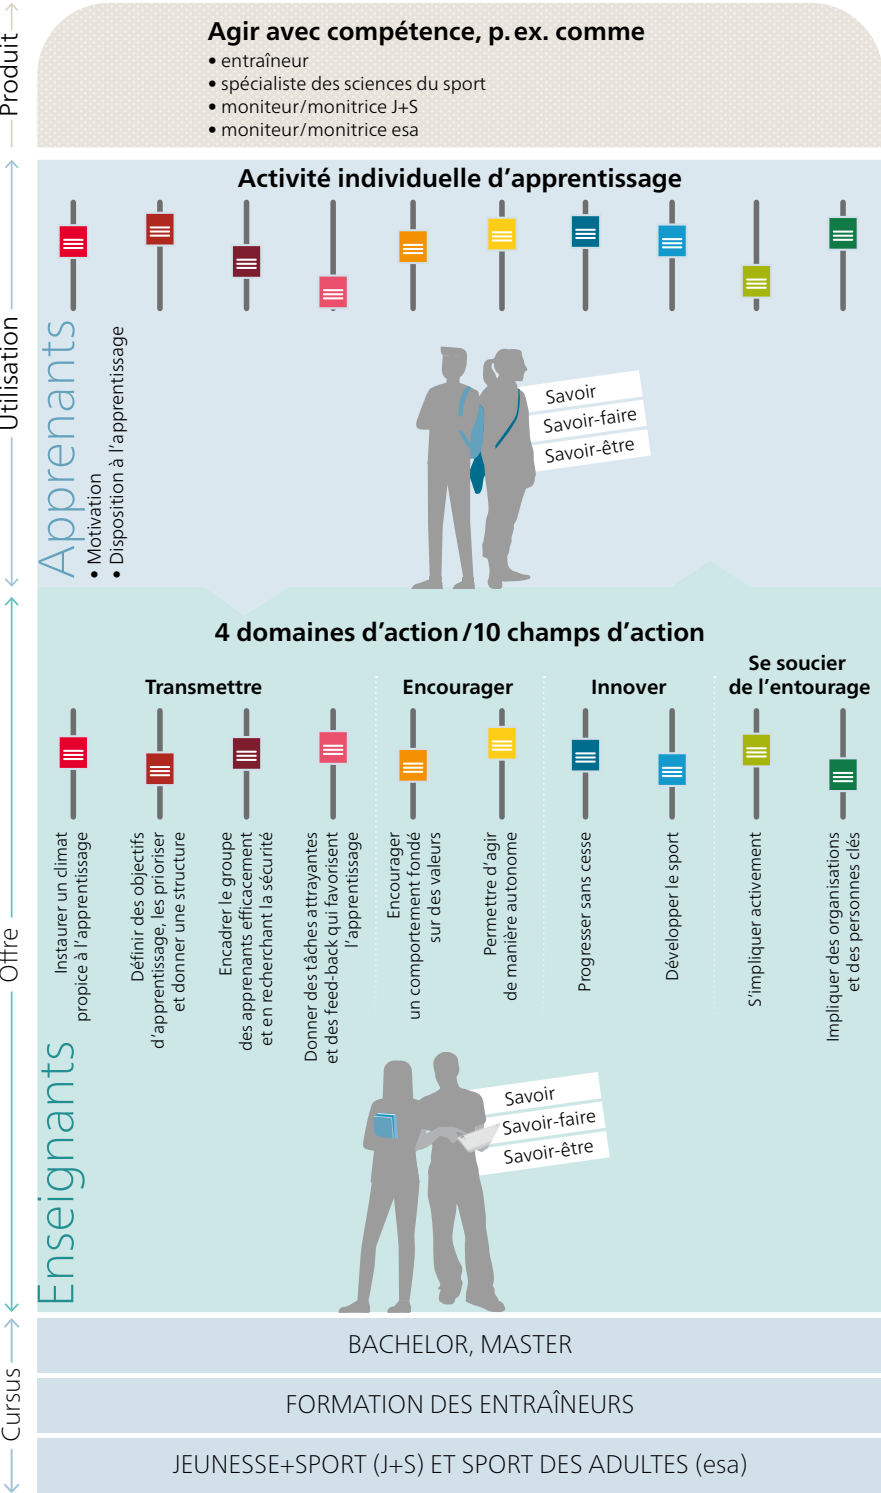 Produit
Agir avec compétence, p.ex. comme
• entraîneur
• spécialiste des sciences du sport
• moniteur/monitrice J+S
• moniteur/monitrice esa
Utilisation
Activité individuelle d'apprentissage
Apprenants
• Motivation
• Disposition à l'apprentissage
Savoir
Savoir-faire
Savoir-être
Offre
4 domaines d'action/10 champs d'action
Transmettre
Encourager
Innover
Se soucier
de l'entourage
Instaurer un climat
propice à l'apprentissage
Définir des objectifs
d'apprentissage, les prioriser
et donner une structure
Encadrer le groupe
des apprenants efficacement
et en recherchant la sécurité
Donner des tâches attrayantes
et des feed-back qui favorisent
l'apprentissage
Encourager
un comportement fondé
sur des valeurs
Permettre d'agir
de manière autonome
Progresser sans cesse
Développer le sport
S'impliquer activement
Impliquer des organisations
et des personnes clés
Enseignants
Savoir
Savoir-faire
Savoir-être
Cursus
BACHELOR, MASTER
FORMATION DES ENTRAÎNEURS
JEUNESSE+SPORT (J+S) ET SPORT DES ADULTES (esa)